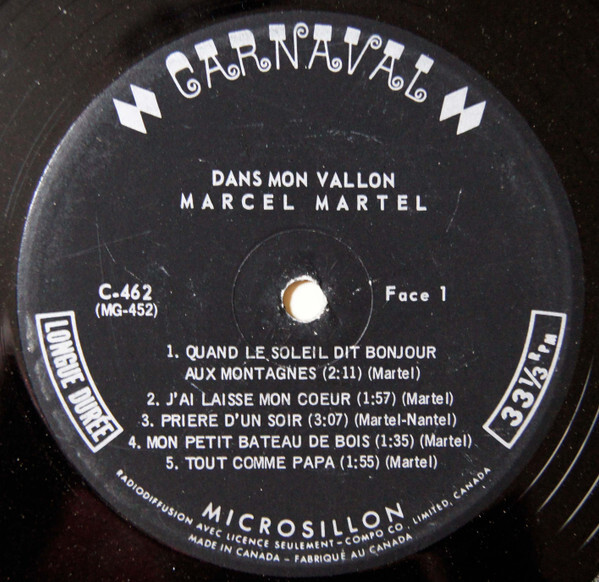 CARNAVAL
DANS MON VALLON
MARCEL MARTEL
C-462
(MG-452)
Face 1
LONGUE DURÉE
33 1/3 RPM
1. QUAND LE SOLEIL DIT BONJOUR
AUX MONTAGNES (2:11) (Martel)
2. J'AI LAISSE MON COEUR (1:57) (Martel)
3. PRIERE D'UN SOIR (3:07) (Martel-Nantel)
4. MON PETIT BATEAU DE BOIS (1:35) (Martel)
5. TOUT COMME PAPA (1:55) (Martel)
MICROSILLON
RADIODIFFUSION AVEC LICENCE SEULEMENT-COMPO CO. LIMITED, CANADA
MADE IN CANADA - FABRIQUÉ AU CANADA